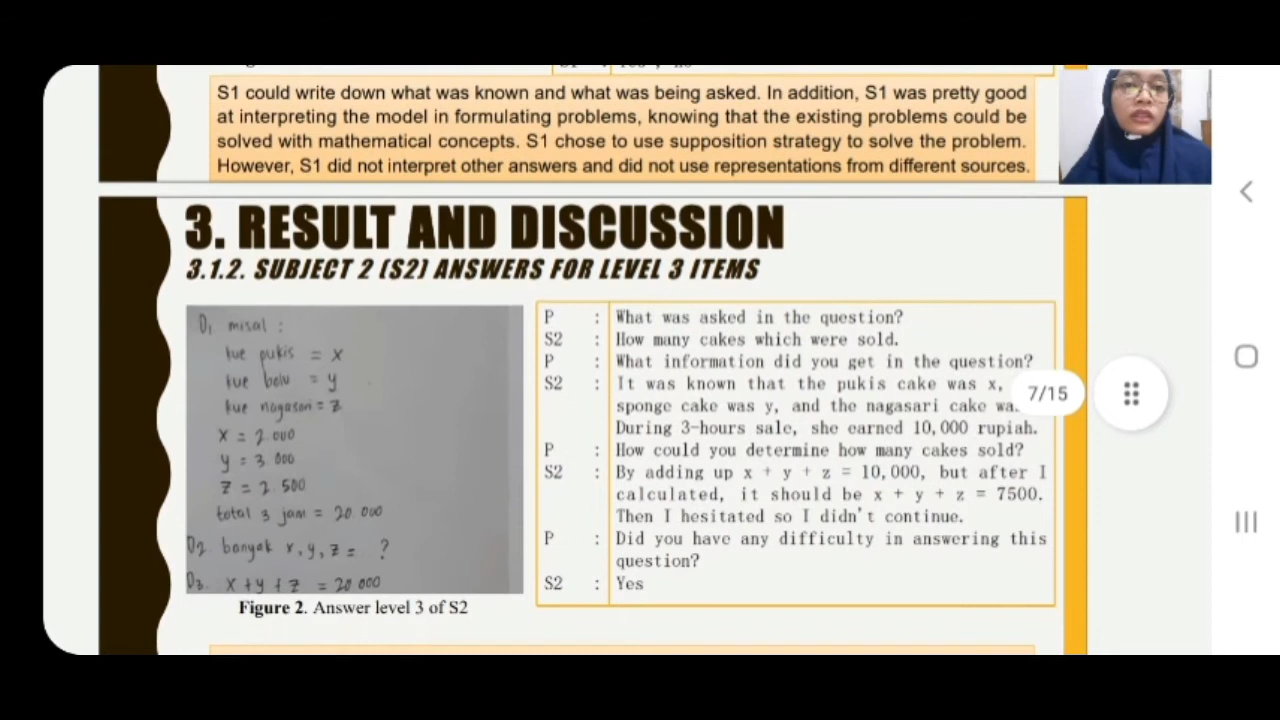 S1 could write down what was known and what was being asked. In addition, S1 was pretty good
at interpreting the model in formulating problems, knowing that the existing problems could be
solved with mathematical concepts. S1 chose to use supposition strategy to solve the problem.
However, S1 did not interpret other answers and did not use representations from different sources.
3. RESULT AND DISCUSSION
3.1.2. SUBJECT 2 (S2) ANSWERS FOR LEVEL 3 ITEMS
D1 misal :
kue pukis = x
kue bolu = y
kue nagasari = z
x = 2.000
y = 3.000
z = 2.500
total 3 jam = 20.000
D2. banyak x, y, z = ?
D3. x + y + z = 20.000
Figure 2. Answer level 3 of S2
P : What was asked in the question?
S2 : How many cakes which were sold.
P : What information did you get in the question?
S2 : It was known that the pukis cake was x,
sponge cake was y, and the nagasari cake
During 3-hours sale, she earned 10,000 rupiah.
P : How could you determine how many cakes sold?
S2 : By adding up x + y + z = 10,000, but after I
calculated, it should be x + y + z = 7500.
Then I hesitated so I didn't continue.
P : Did you have any difficulty in answering this
question?
S2 : Yes
7/15